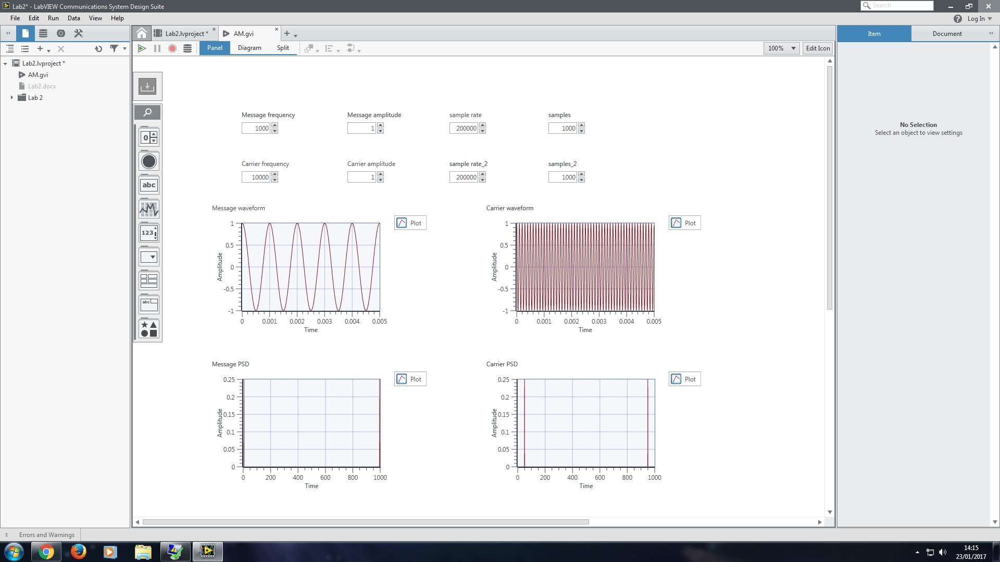 Lab2* - LabVIEW Communications System Design Suite
Search
File Edit Run Data View Help
Log In
Lab2.lvproject *
AM.gvi
Item
Document
Panel
Diagram
Split
100%
Edit Icon
Lab2.lvproject *
AM.gvi
Lab2.docx
Lab 2
0
abc
123
abc
Message frequency
1000
Message amplitude
1
sample rate
200000
samples
1000
Carrier frequency
10000
Carrier amplitude
1
sample rate_2
200000
samples_2
1000
Message waveform
Plot
Amplitude
1
0.5
0
-0.5
-1
0 0.001 0.002 0.003 0.004 0.005
Time
Carrier waveform
Plot
Amplitude
1
0.5
0
-0.5
-1
0 0.001 0.002 0.003 0.004 0.005
Time
Message PSD
Plot
Amplitude
0.25
0.2
0.15
0.1
0.05
0
0 200 400 600 800 1000
Time
Carrier PSD
Plot
Amplitude
0.25
0.2
0.15
0.1
0.05
0
0 200 400 600 800 1000
Time
No Selection
Select an object to view settings
Errors and Warnings
14:15
23/01/2017